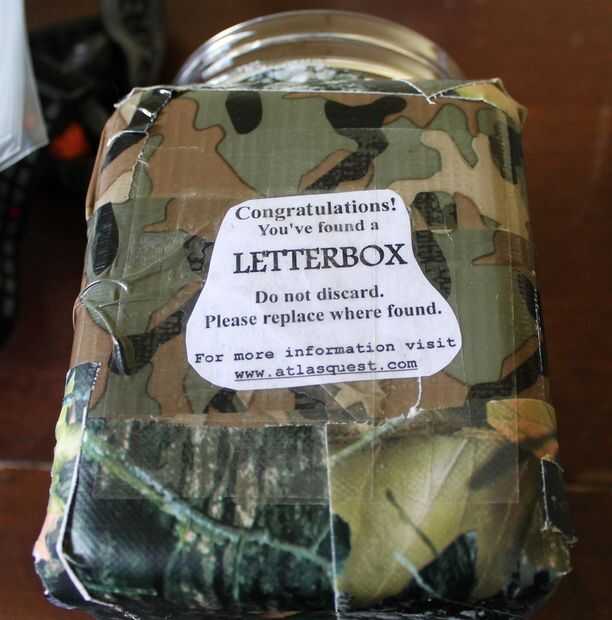 Congratulations!
You've found a
LETTERBOX
Do not discard.
Please replace where found.
For more information visit
www.atlasquest.com